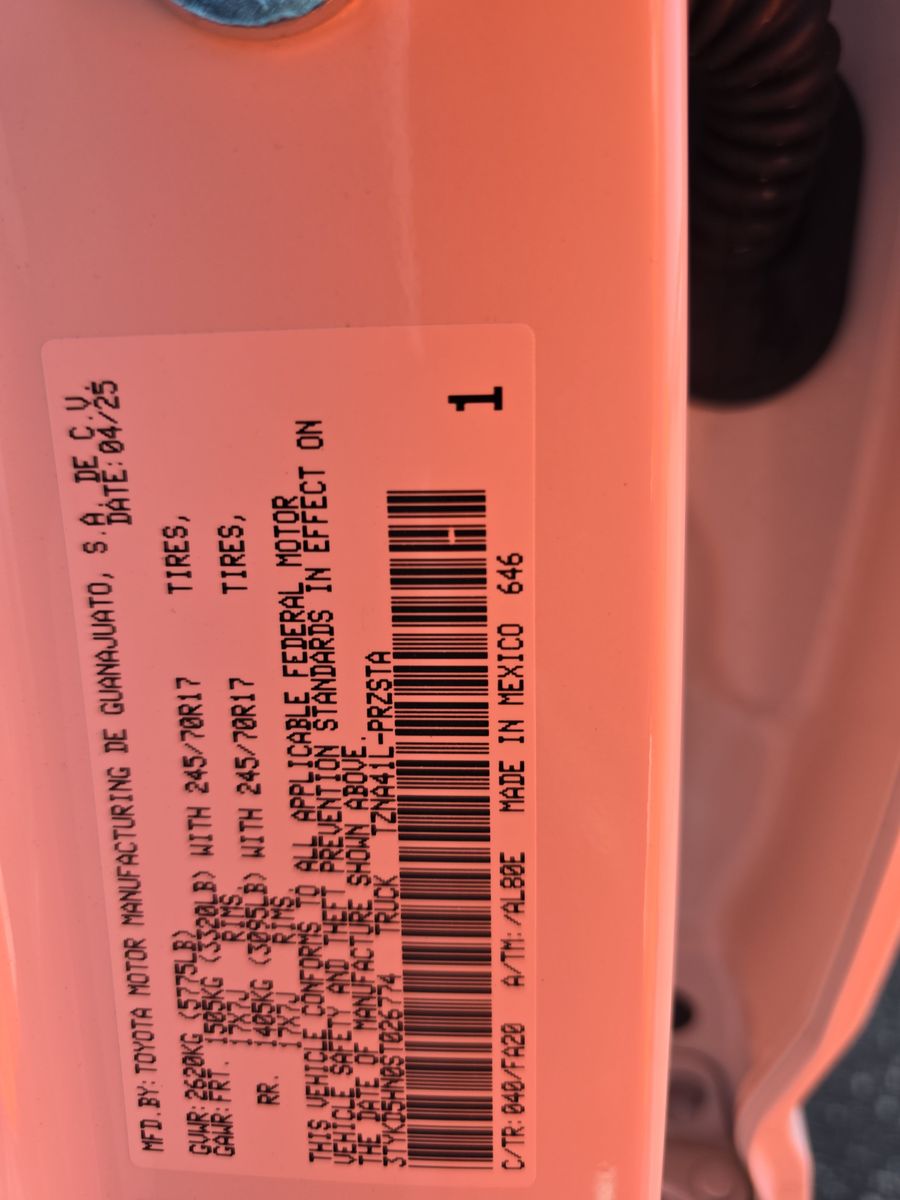 MFD.BY:TOYOTA MOTOR MANUFACTURING DE GUANAJUATO, S.A. DE C.V.
DATE:04/25
GVWR:2620KG (5775LB)
GAWR:FRT. 1505KG (3320LB) WITH 245/70R17 TIRES,
17X7J RIMS,
RR. 1405KG (3095LB) WITH 245/70R17 TIRES,
17X7J RIMS.
THIS VEHICLE CONFORMS TO ALL APPLICABLE FEDERAL MOTOR
VEHICLE SAFETY AND THEFT PREVENTION STANDARDS IN EFFECT ON
THE DATE OF MANUFACTURE SHOWN ABOVE.
3TYKD5HN0ST026774 TRUCK TZNA41L-PRZSTA
1
C/TR:040/FA20 A/TM: /AL80E MADE IN MEXICO 646